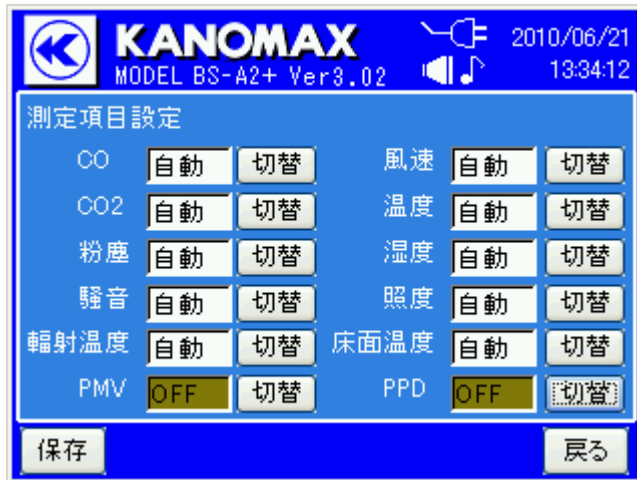 KANOMAX 2010/06/21
MODEL BS-A2+ Ver3.02 13:34:12
測定項目設定
CO 自動 切替 風速 自動 切替
CO2 自動 切替 温度 自動 切替
粉塵 自動 切替 湿度 自動 切替
騒音 自動 切替 照度 自動 切替
輻射温度 自動 切替 床面温度 自動 切替
PMV OFF 切替 PPD OFF 切替
保存 戻る